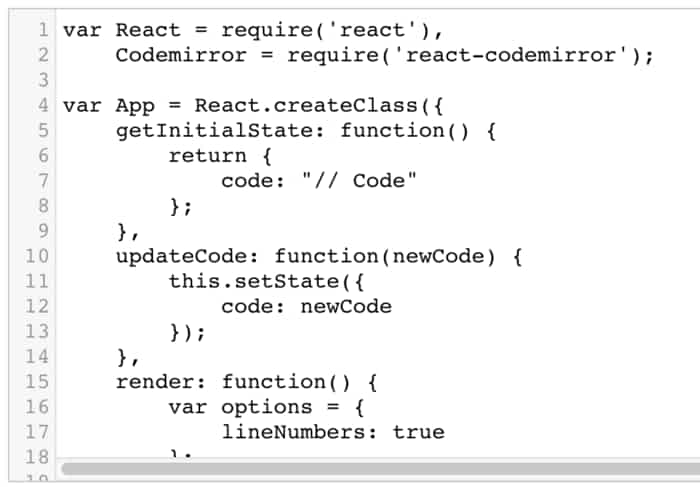 1 var React = require('react'),
2     Codemirror = require('react-codemirror');
3
4 var App = React.createClass({
5     getInitialState: function() {
6         return {
7             code: "// Code"
8         };
9     },
10     updateCode: function(newCode) {
11         this.setState({
12             code: newCode
13         });
14     },
15     render: function() {
16         var options = {
17             lineNumbers: true
18